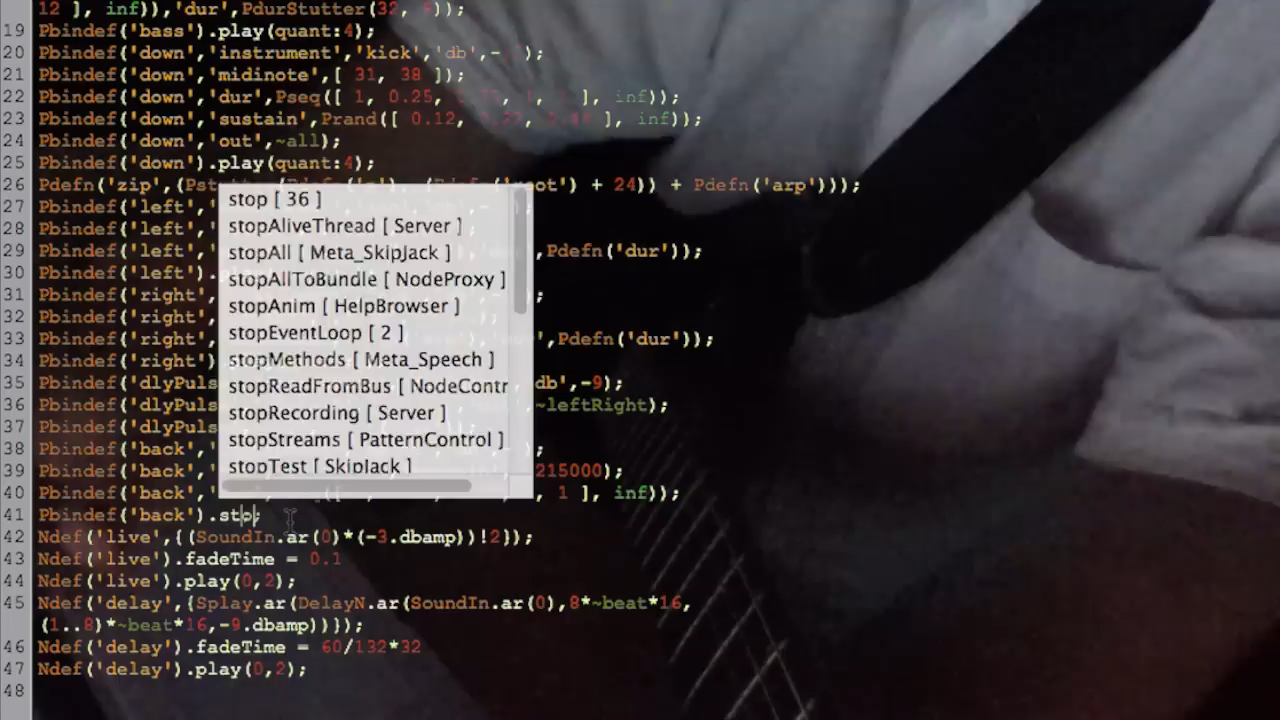 12 ], inf)),'dur',PdurStutter(32, 6));
19 Pbindef('bass').play(quant:4);
20 Pbindef('down','instrument','kick','db',- );
21 Pbindef('down','midinote',[ 31, 38 ]);
22 Pbindef('down','dur',Pseq([ 1, 0.25, ], inf));
23 Pbindef('down','sustain',Prand([ 0.12, ], inf));
24 Pbindef('down','out',~all);
25 Pbindef('down').play(quant:4);
26 Pdefn('zip',( + 24)) + Pdefn('arp')));
27 Pbindef('left',
28 Pbindef('left',
29 Pbindef('left', ,Pdefn('dur'));
30 Pbindef('left').
31 Pbindef('right',
32 Pbindef('right',
33 Pbindef('right', ,Pdefn('dur'));
34 Pbindef('right')
35 Pbindef('dlyPuls db',-9);
36 Pbindef('dlyPuls ~leftRight);
37 Pbindef('dlyPuls
38 Pbindef('back',
39 Pbindef('back', 215000);
40 Pbindef('back', , 1 ], inf));
stop [ 36 ]
stopAliveThread [ Server ]
stopAll [ Meta_SkipJack ]
stopAllToBundle [ NodeProxy ]
stopAnim [ HelpBrowser ]
stopEventLoop [ 2 ]
stopMethods [ Meta_Speech ]
stopReadFromBus [ NodeContr
stopRecording [ Server ]
stopStreams [ PatternControl ]
stopTest [ SkipJack ]
41 Pbindef('back').stop;
42 Ndef('live',{(SoundIn.ar(0)*(-3.dbamp))!2});
43 Ndef('live').fadeTime = 0.1
44 Ndef('live').play(0,2);
45 Ndef('delay',{Splay.ar(DelayN.ar(SoundIn.ar(0),8*~beat*16,
(1..8)*~beat*16,-9.dbamp))});
46 Ndef('delay').fadeTime = 60/132*32
47 Ndef('delay').play(0,2);
48